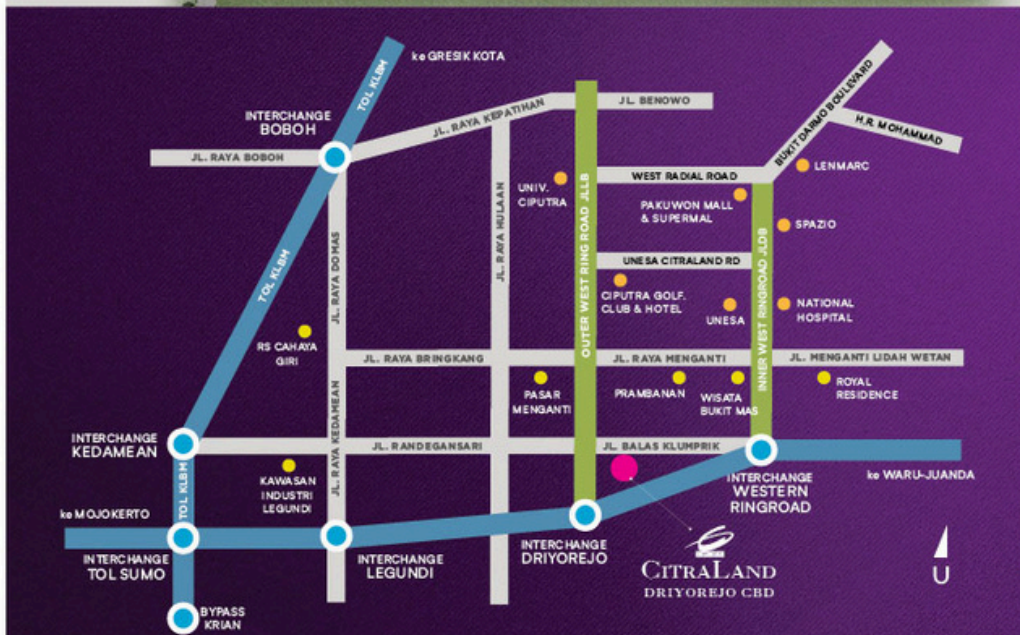 ke GRESIK KOTA
TOL KLBM
INTERCHANGE
BOBOH
JL. RAYA KEPATIHAN
JL. BENOWO
BUKIT DARMO BOULEVARD
H.R. MOHAMMAD
JL. RAYA BOBOH
LENMARC
WEST RADIAL ROAD
UNIV.
CIPUTRA
PAKUWON MALL
& SUPERMAL
SPAZIO
JL. RAYA DOMAS
JL. RAYA HULAAN
OUTER WEST RING ROAD JLLB
INNER WEST RINGROAD JLDB
TOL KLBM
UNESA CITRALAND RD
CIPUTRA GOLF.
CLUB & HOTEL
UNESA
NATIONAL
HOSPITAL
RS CAHAYA
GIRI
JL. RAYA BRINGKANG
JL. RAYA MENGANTI
JL. MENGANTI LIDAH WETAN
PASAR
MENGANTI
PRAMBANAN
WISATA
BUKIT MAS
ROYAL
RESIDENCE
INTERCHANGE
KEDAMEAN
JL. RAYA KEDAMEAN
JL. RANDEGANSARI
JL. BALAS KLUMPRIK
TOL KLBM
KAWASAN
INDUSTRI
LEGUNDI
INTERCHANGE
WESTERN
RINGROAD
ke WARU-JUANDA
ke MOJOKERTO
INTERCHANGE
TOL SUMO
INTERCHANGE
LEGUNDI
INTERCHANGE
DRIYOREJO
CITRALAND
DRIYOREJO CBD
U
BYPASS
KRIAN